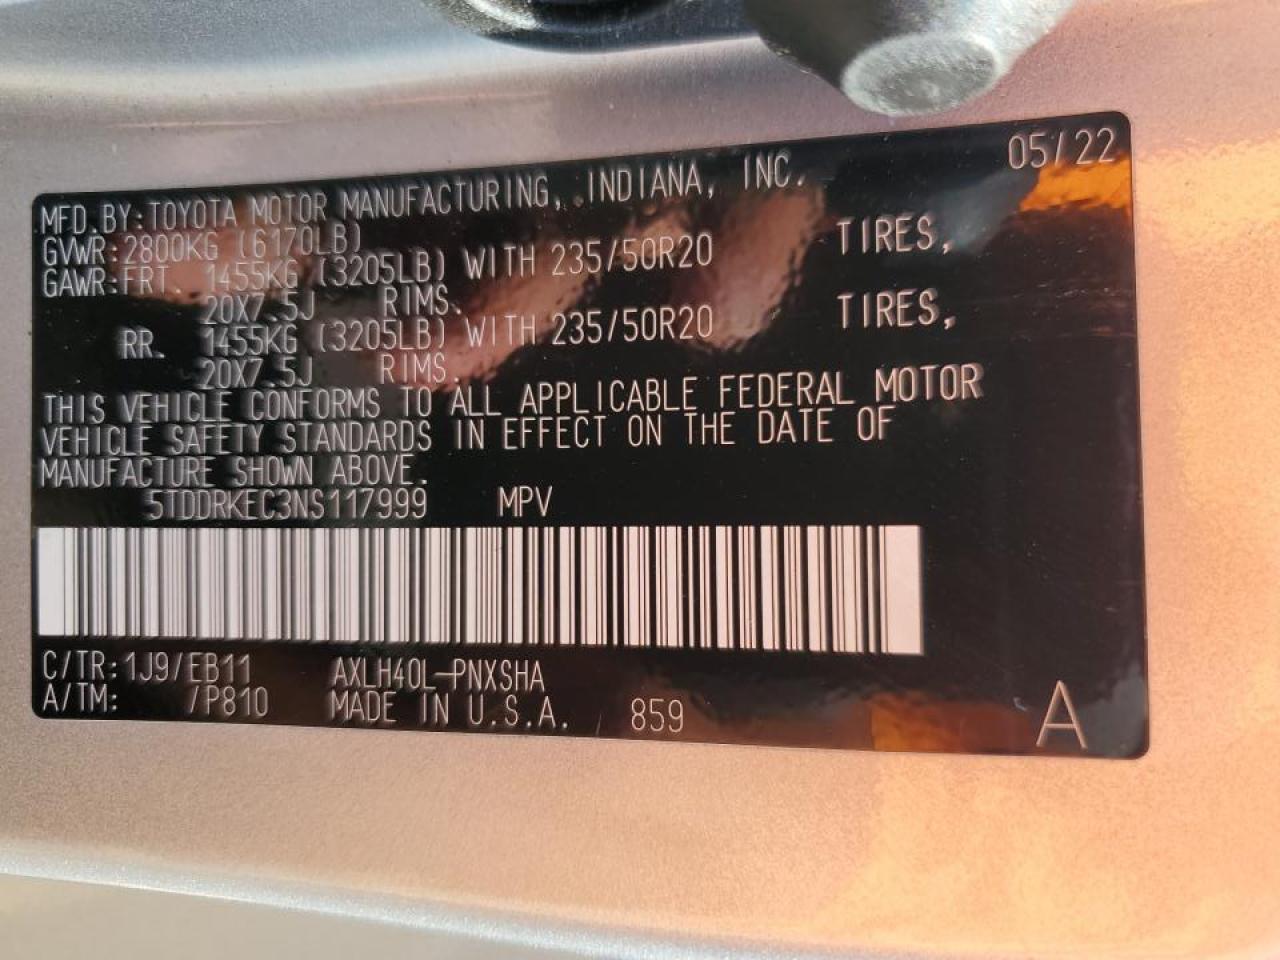 05/22
MFD.BY:TOYOTA MOTOR MANUFACTURING, INDIANA, INC.
GVWR:2800KG (6170LB)
GAWR:FRT. 1455KG (3205LB) WITH 235/50R20 TIRES,
20X7.5J RIMS.
RR. 1455KG (3205LB) WITH 235/50R20 TIRES,
20X7.5J RIMS.
THIS VEHICLE CONFORMS TO ALL APPLICABLE FEDERAL MOTOR
VEHICLE SAFETY STANDARDS IN EFFECT ON THE DATE OF
MANUFACTURE SHOWN ABOVE.
5TDDRKEC3NS117999 MPV
C/TR:1J9/EB11 AXLH40L-PNXSHA
A/TM: /P810 MADE IN U.S.A. 859
A